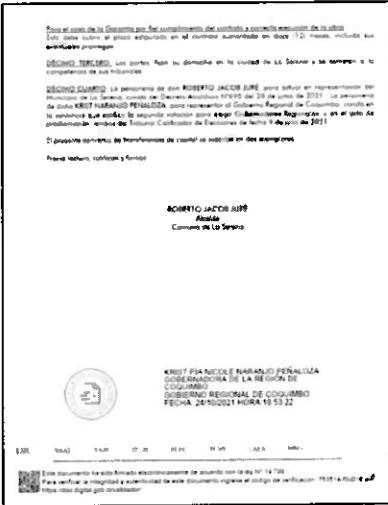 Para el caso de la Garantía por fiel cumplimiento del contrato y correcta ejecución de la obra
Esta debe cubrir el plazo estipulado en el contrato aumentado en doce (12) meses, incluida sus
eventuales prórrogas
DÉCIMO TERCERO: Las partes fijan su domicilio en la ciudad de La Serena y se someten a la
competencia de sus tribunales
DÉCIMO CUARTO: La personería de don ROBERTO JACOB JURÉ, para actuar en representación del
Municipio de La Serena, consta del Decreto Alcaldicio de 28 de junio de 2021. La personería
de doña KRIST NARANJO PEÑALOZA, para representar al Gobierno Regional de Coquimbo, consta en
la sentencia que la segunda votación para elegir Gobernadores Regionales y en el acta de
proclamación, ambas del Tribunal Calificador de Elecciones de fecha 9 de julio de 2021
El presente convenio de transferencias de capital se suscribe en dos ejemplares
Previa lectura, ratifican y firman
ROBERTO JACOB JURÉ
Alcalde
Comuna de La Serena
KRIST PIA NICOLE NARANJO PEÑALOZA
GOBERNADORA DE LA REGIÓN DE
COQUIMBO
GOBIERNO REGIONAL DE COQUIMBO
FECHA: 24/10/2021 HORA:18:53:22
Este documento ha sido firmado electrónicamente de acuerdo con la ley N° 19.799
Para verificar la integridad y autenticidad de este documento ingrese el código de verificación: